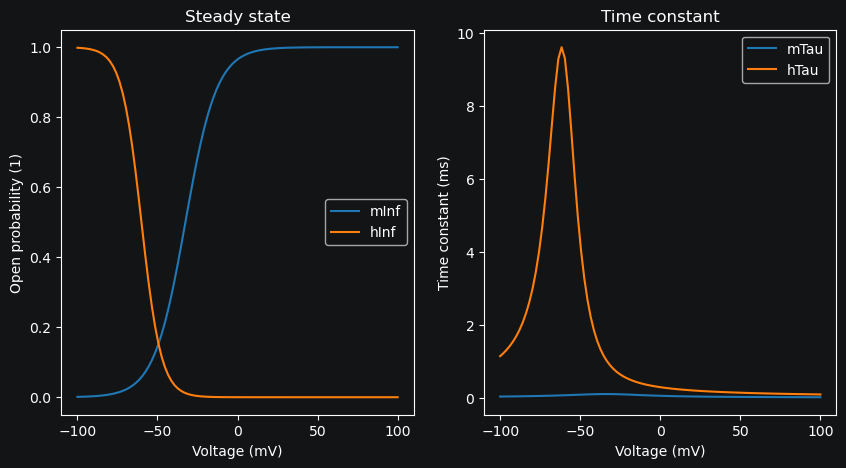 Steady state
Open probability (1)
1.0
0.8
0.6
0.4
0.2
0.0
mInf
hInf
−100
−50
0
50
100
Voltage (mV)
Time constant
Time constant (ms)
10
8
6
4
2
0
mTau
hTau
−100
−50
0
50
100
Voltage (mV)